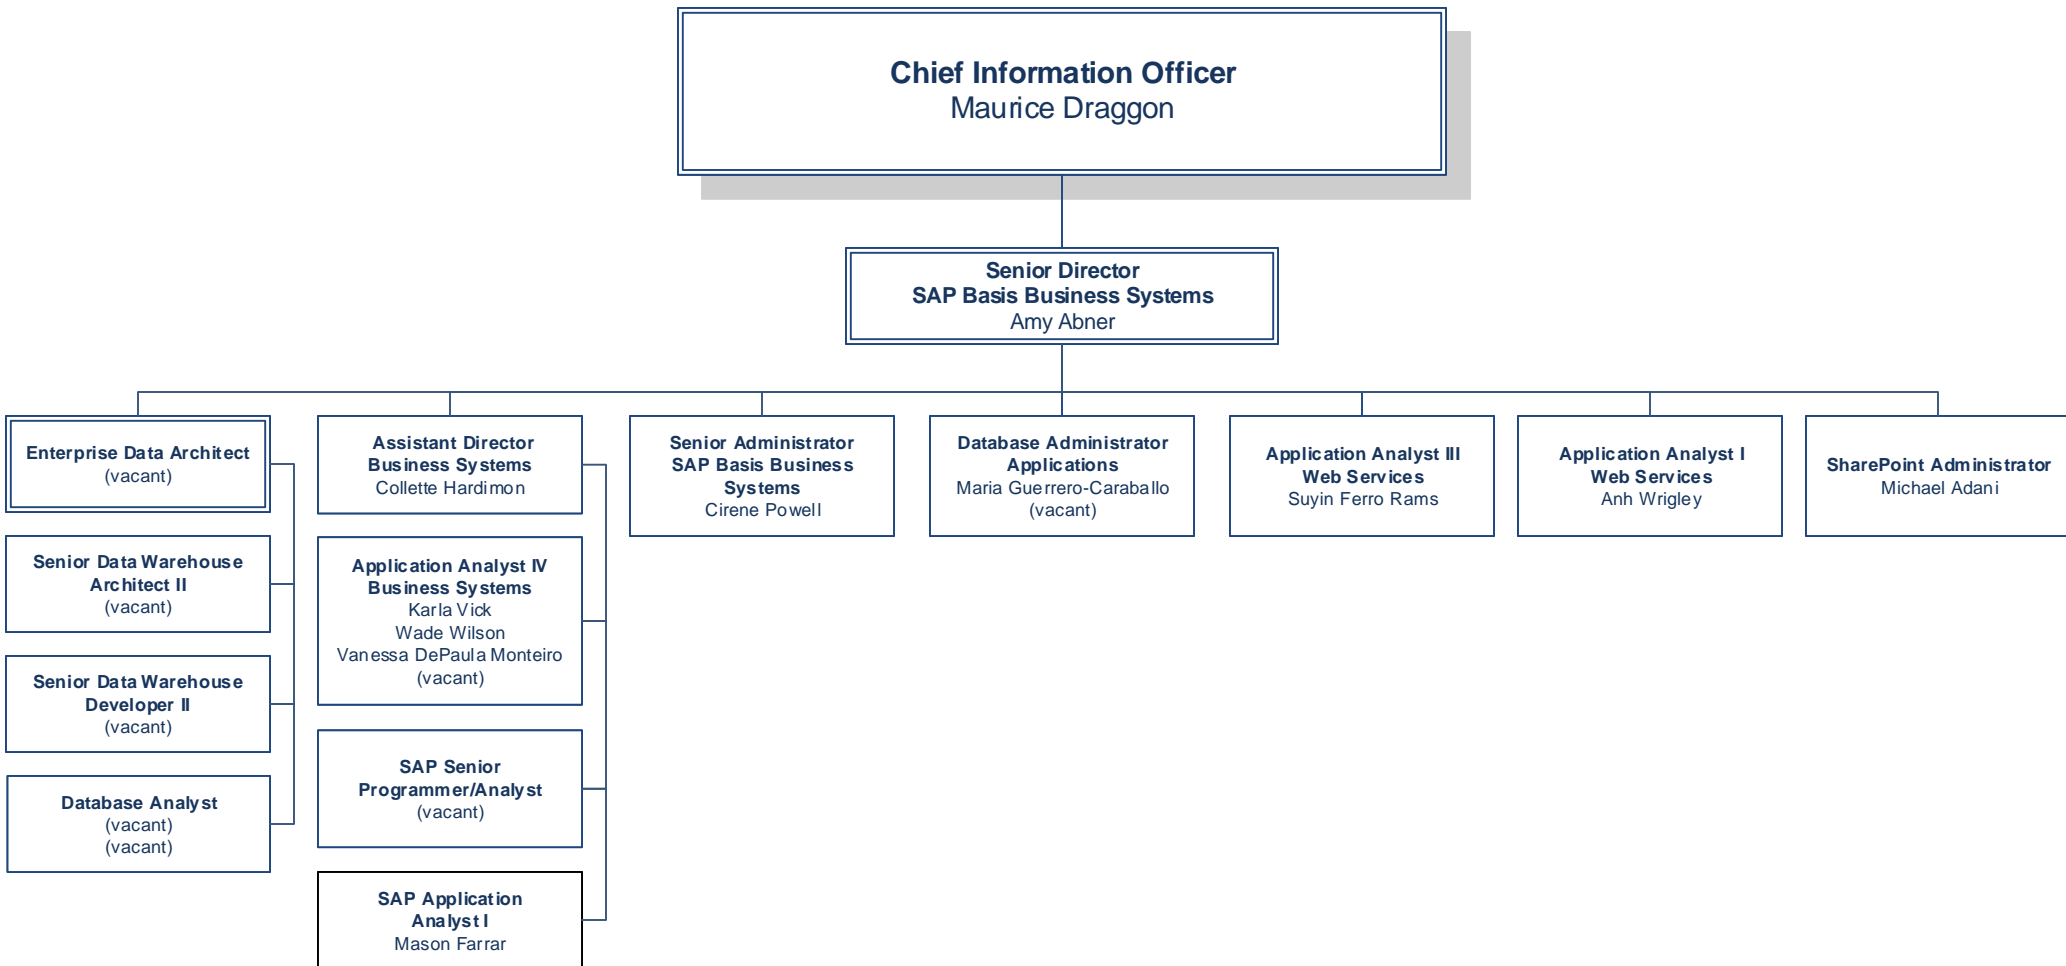 Chief Information Officer
Maurice Draggon
Senior Director
SAP Basis Business Systems
Amy Abner
Enterprise Data Architect
(vacant)
Senior Data Warehouse
Architect II
(vacant)
Senior Data Warehouse
Developer II
(vacant)
Database Analyst
(vacant)
(vacant)
Assistant Director
Business Systems
Collette Hardimon
Application Analyst IV
Business Systems
Karla Vick
Wade Wilson
Vanessa DePaula Monteiro
(vacant)
SAP Senior
Programmer/Analyst
(vacant)
SAP Application
Analyst I
Mason Farrar
Senior Administrator
SAP Basis Business
Systems
Cirene Powell
Database Administrator
Applications
Maria Guerrero-Caraballo
(vacant)
Application Analyst III
Web Services
Suyin Ferro Rams
Application Analyst I
Web Services
Anh Wrigley
SharePoint Administrator
Michael Adani